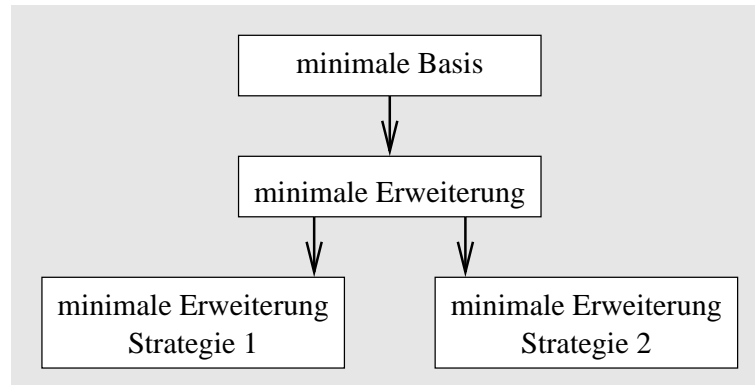 minimale Basis
minimale Erweiterung
minimale Erweiterung
Strategie 1
minimale Erweiterung
Strategie 2